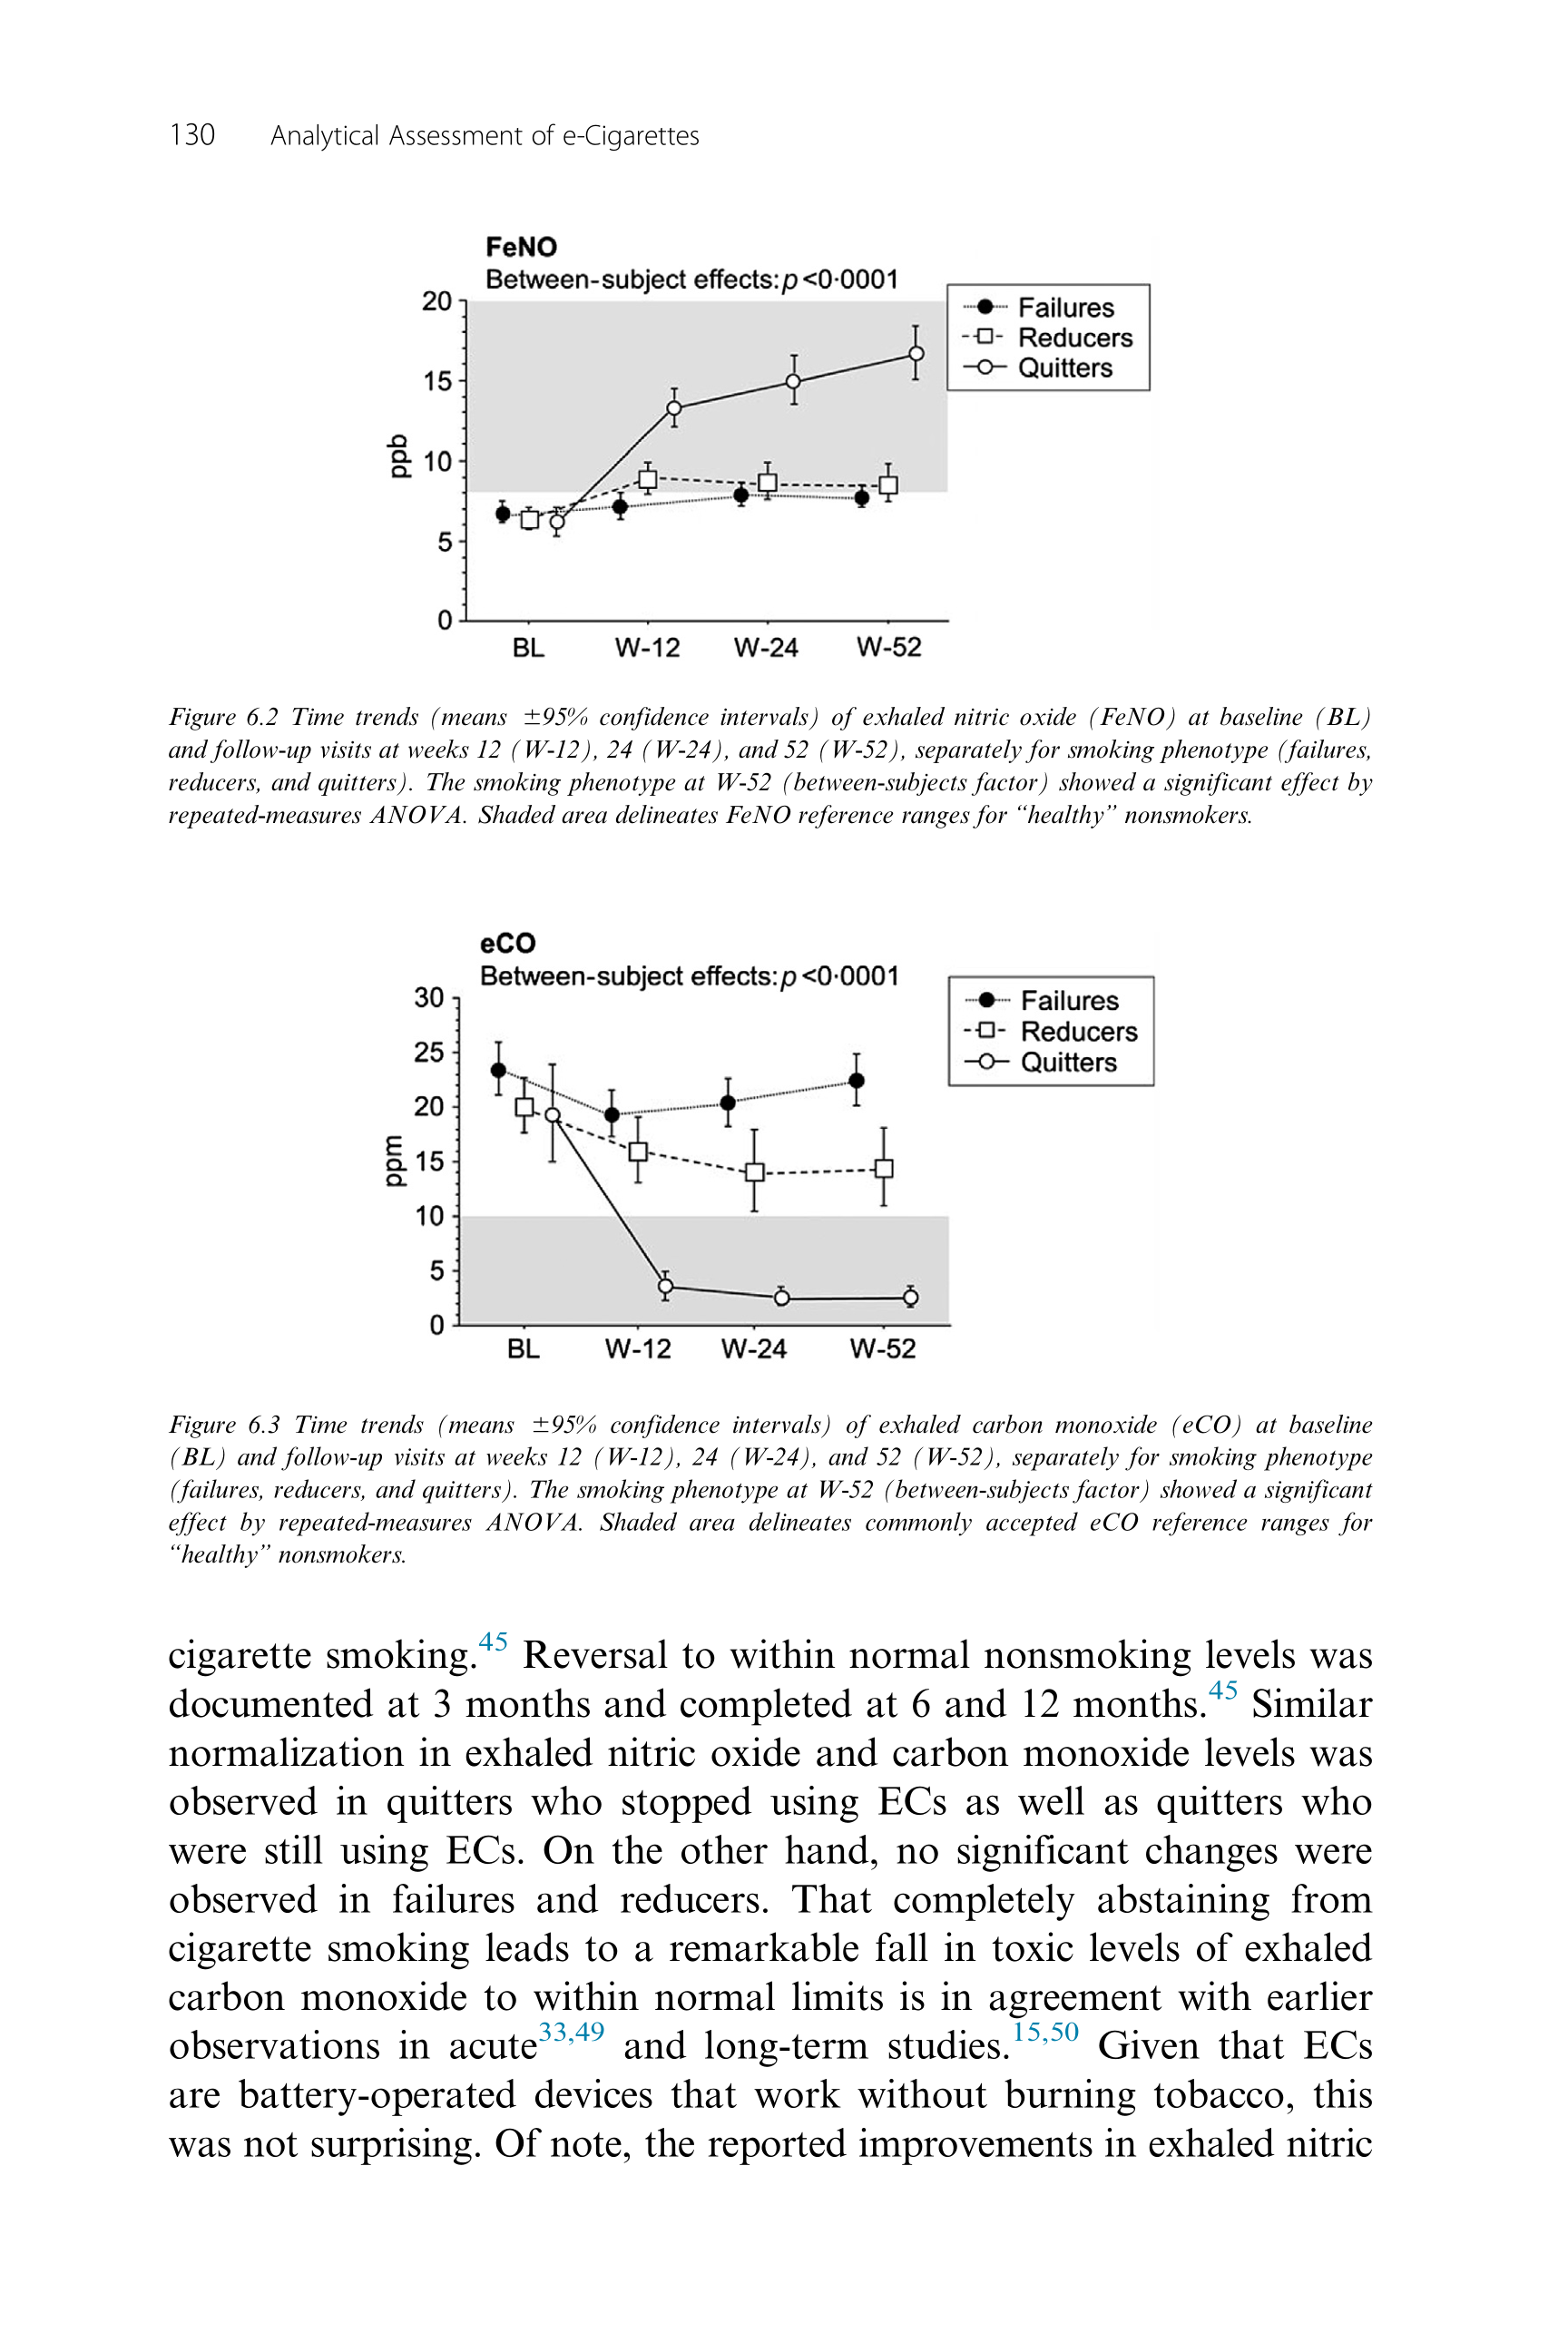 130 Analytical Assessment of e-Cigarettes
FeNO
Between-subject effects: p <0·0001
20
15
10
5
0
ppb
BL W-12 W-24 W-52
Failures
Reducers
Quitters
Figure 6.2 Time trends (means ±95% confidence intervals) of exhaled nitric oxide (FeNO) at baseline (BL)
and follow-up visits at weeks 12 (W-12), 24 (W-24), and 52 (W-52), separately for smoking phenotype (failures,
reducers, and quitters). The smoking phenotype at W-52 (between-subjects factor) showed a significant effect by
repeated-measures ANOVA. Shaded area delineates FeNO reference ranges for “healthy” nonsmokers.
eCO
Between-subject effects: p <0·0001
30
25
20
15
10
5
0
ppm
BL W-12 W-24 W-52
Failures
Reducers
Quitters
Figure 6.3 Time trends (means ±95% confidence intervals) of exhaled carbon monoxide (eCO) at baseline
(BL) and follow-up visits at weeks 12 (W-12), 24 (W-24), and 52 (W-52), separately for smoking phenotype
(failures, reducers, and quitters). The smoking phenotype at W-52 (between-subjects factor) showed a significant
effect by repeated-measures ANOVA. Shaded area delineates commonly accepted eCO reference ranges for
“healthy” nonsmokers.
cigarette smoking.45 Reversal to within normal nonsmoking levels was
documented at 3 months and completed at 6 and 12 months.45 Similar
normalization in exhaled nitric oxide and carbon monoxide levels was
observed in quitters who stopped using ECs as well as quitters who
were still using ECs. On the other hand, no significant changes were
observed in failures and reducers. That completely abstaining from
cigarette smoking leads to a remarkable fall in toxic levels of exhaled
carbon monoxide to within normal limits is in agreement with earlier
observations in acute33,49 and long-term studies.15,50 Given that ECs
are battery-operated devices that work without burning tobacco, this
was not surprising. Of note, the reported improvements in exhaled nitric